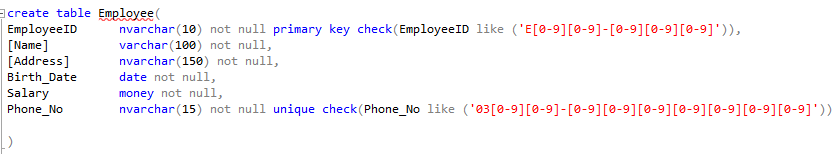 create table Employee(
EmployeeID nvarchar(10) not null primary key check(EmployeeID like ('E[0-9][0-9]-[0-9][0-9][0-9]')),
[Name] varchar(100) not null,
[Address] nvarchar(150) not null,
Birth_Date date not null,
Salary money not null,
Phone_No nvarchar(15) not null unique check(Phone_No like ('03[0-9][0-9]-[0-9][0-9][0-9][0-9][0-9][0-9][0-9]'))
)